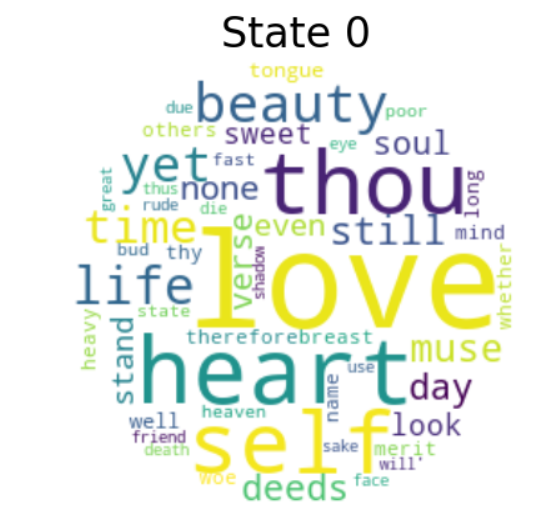 State 0
tongue
due beauty poor
others sweet eye soul
yet fast thou long
great thus none
rude die
time verse even still mind
bud thy shadow love whether
life state
heavy stand therefore breast
heart use muse
name day
heaven
well self look
friend sake merit
death will'
woe deeds face